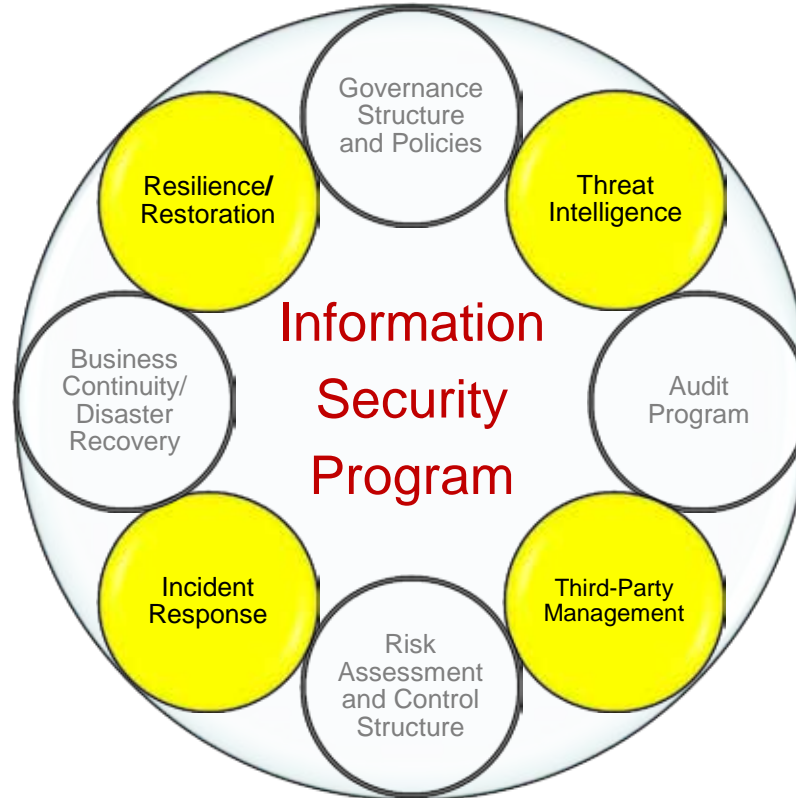 Governance
Structure
and Policies
Resilience/
Restoration
Threat
Intelligence
Information
Security
Program
Business
Continuity/
Disaster
Recovery
Audit
Program
Incident
Response
Third-Party
Management
Risk
Assessment
and Control
Structure